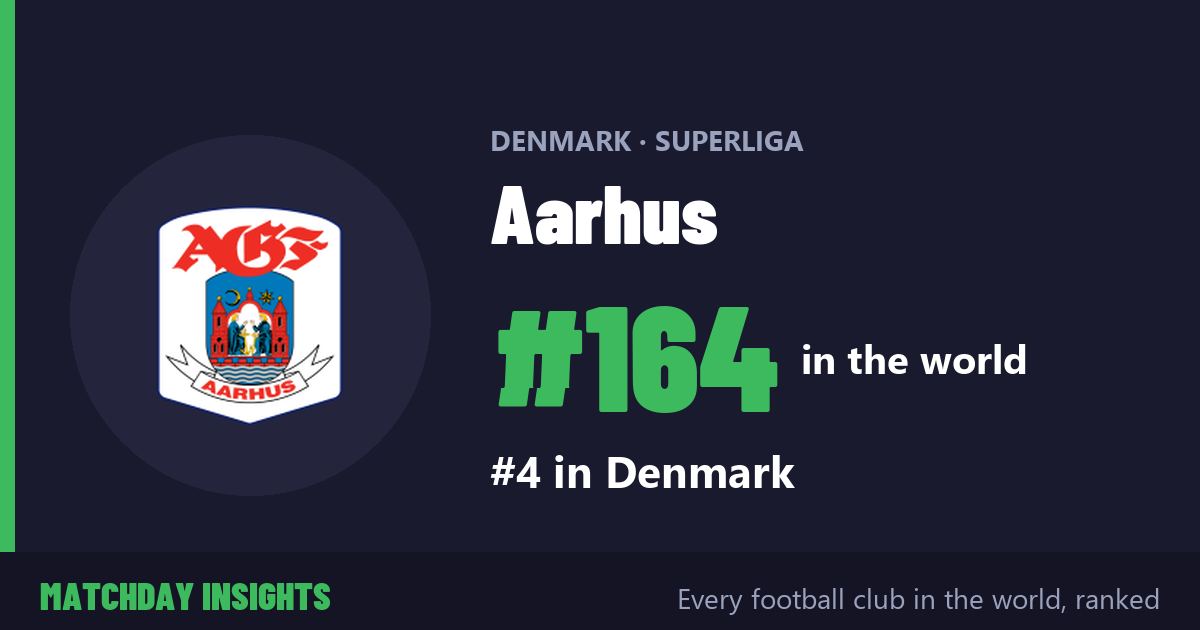 DENMARK · SUPERLIGA
Aarhus
AGF
AARHUS
#164 in the world
#4 in Denmark
MATCHDAY INSIGHTS
Every football club in the world, ranked